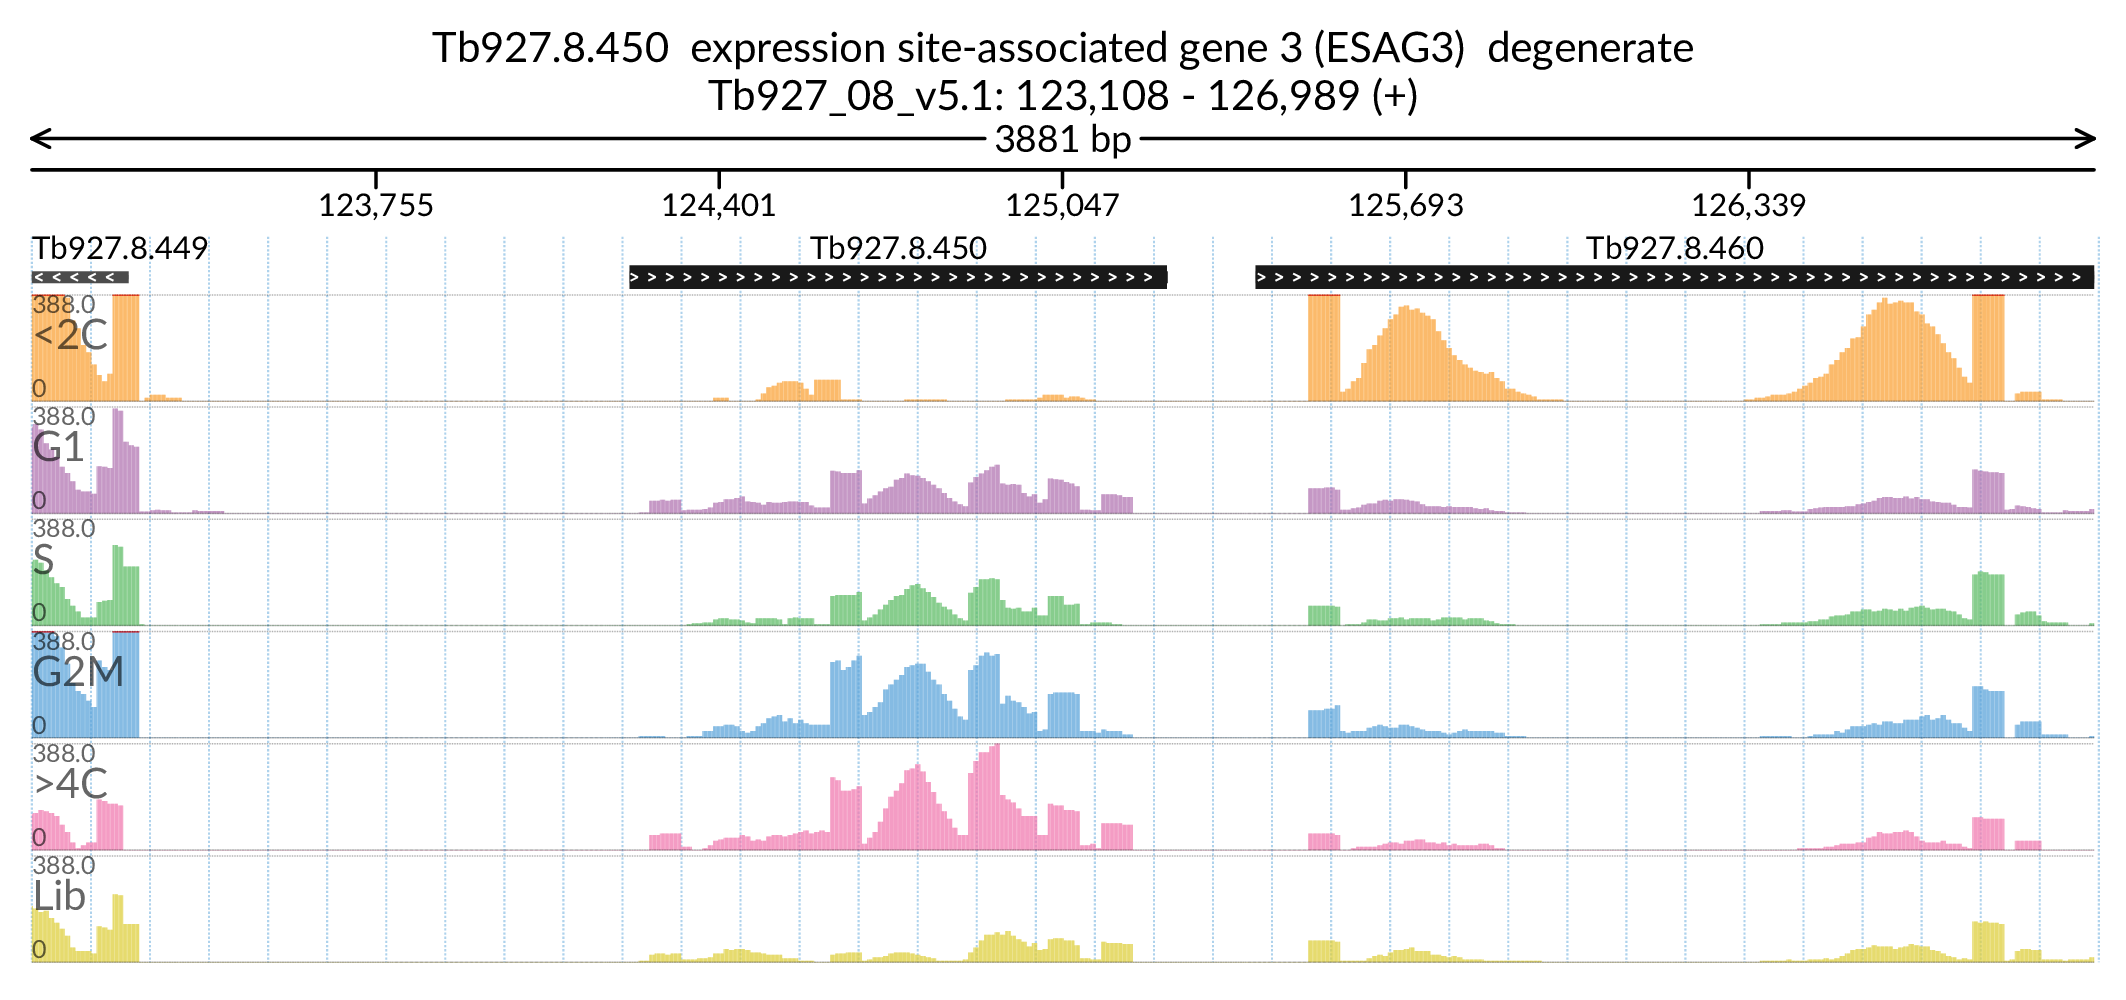 Tb927.8.450 expression site-associated gene 3 (ESAG3) degenerate
Tb927_08_v5.1: 123,108 - 126,989 (+)
3881 bp
123,755 124,401 125,047 125,693 126,339
Tb927.8.449 Tb927.8.450 Tb927.8.460
388.0
<2C
0
388.0
G1
0
388.0
S
0
388.0
G2M
0
388.0
>4C
0
388.0
Lib
0